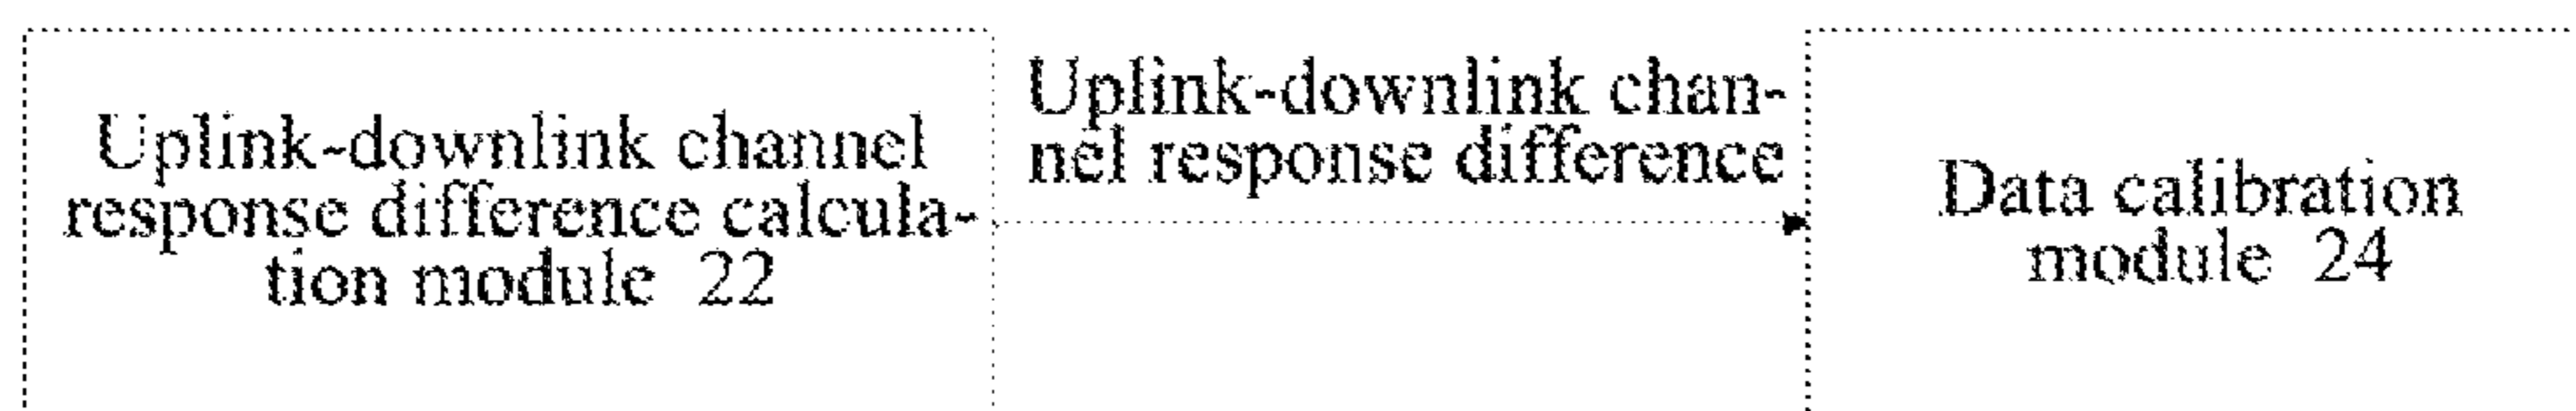 Uplink-downlink channel
response difference calcula-
tion module 22
Uplink-downlink chan-
nel response difference
Data calibration
module 24